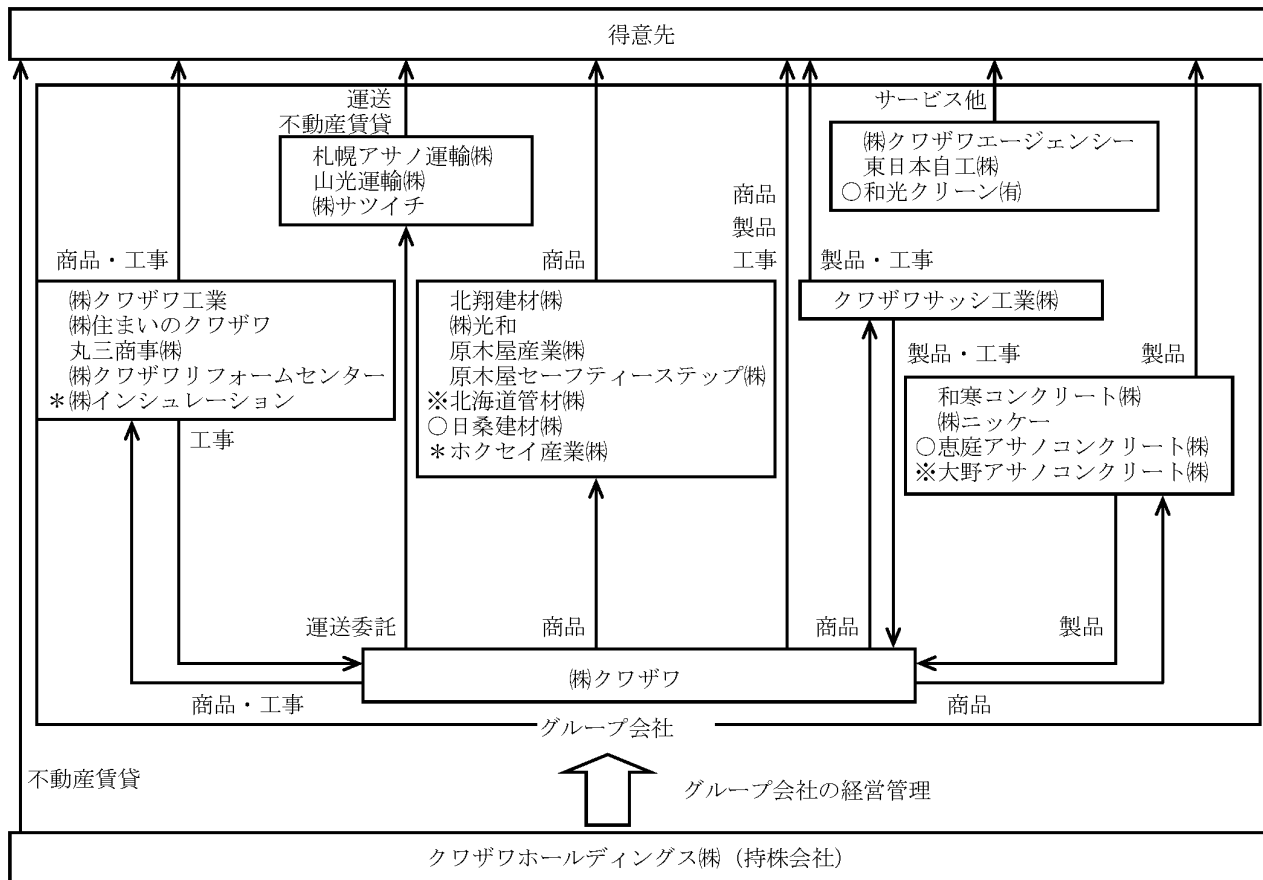 得意先
運送
不動産賃貸
サービス他
札幌アサノ運輸㈱
山光運輸㈱
㈱サツイチ
㈱クワザワエージェンシー
東日本自工㈱
○和光クリーン㈲
商品
製品
工事
商品・工事
商品
製品・工事
㈱クワザワ工業
㈱住まいのクワザワ
丸三商事㈱
㈱クワザワリフォームセンター
＊㈱インシュレーション
北翔建材㈱
㈱光和
原木屋産業㈱
原木屋セーフティーステップ㈱
※北海道管材㈱
○日桑建材㈱
＊ホクセイ産業㈱
クワザワサッシ工業㈱
製品・工事
製品
和寒コンクリート㈱
㈱ニッケー
○恵庭アサノコンクリート㈱
※大野アサノコンクリート㈱
工事
運送委託
商品
商品
製品
㈱クワザワ
商品・工事
商品
グループ会社
不動産賃貸
グループ会社の経営管理
クワザワホールディングス㈱（持株会社）